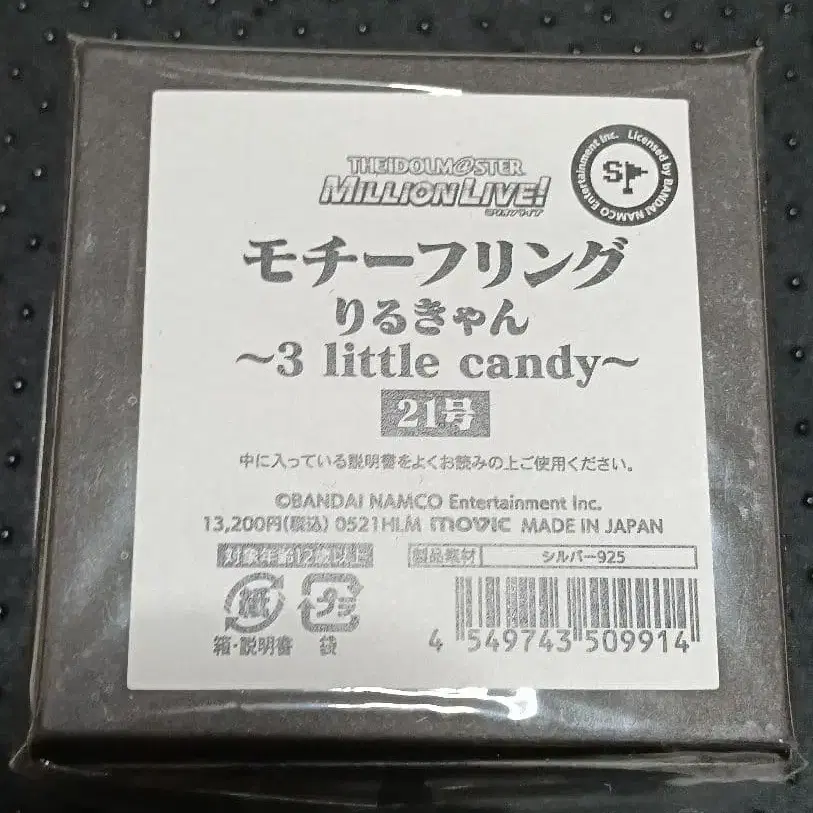 THE IDOLM@STER
MILLION LIVE!
ミリオンライブ
Licensed by BANDAI NAMCO Entertainment Inc.
SP
モチーフリング
りるきゃん
～3 little candy～
21号
中に入っている説明書をよくお読みの上ご使用ください。
©BANDAI NAMCO Entertainment Inc.
13,200円(税込) 0521HLM movic MADE IN JAPAN
対象年齢12歳以上
製品素材 シルバー925
紙 プラ
箱・説明書 袋
4 549743 509914